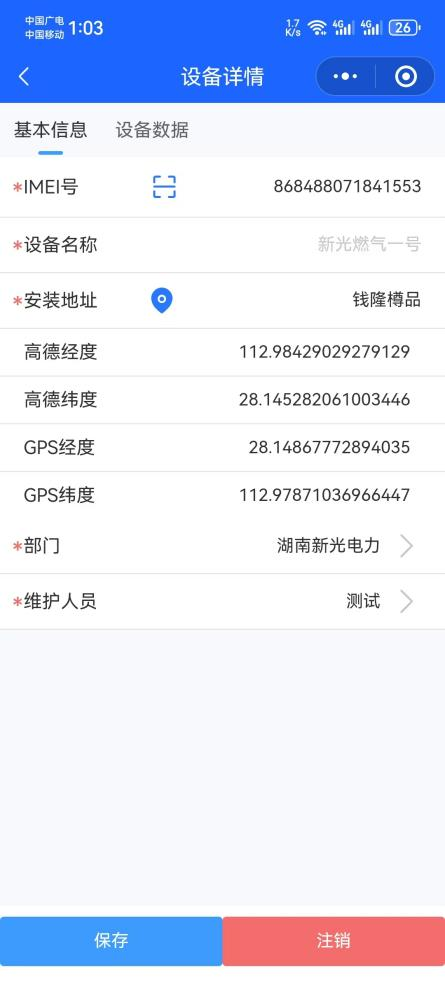 中国广电
中国移动
1:03
1.7
K/s
4G
4G
26
设备详情
基本信息
设备数据
*IMEI号
868488071841553
*设备名称
新光燃气一号
*安装地址
钱隆樽品
高德经度
112.98429029279129
高德纬度
28.145282061003446
GPS经度
28.14867772894035
GPS纬度
112.97871036966447
*部门
湖南新光电力
*维护人员
测试
保存
注销